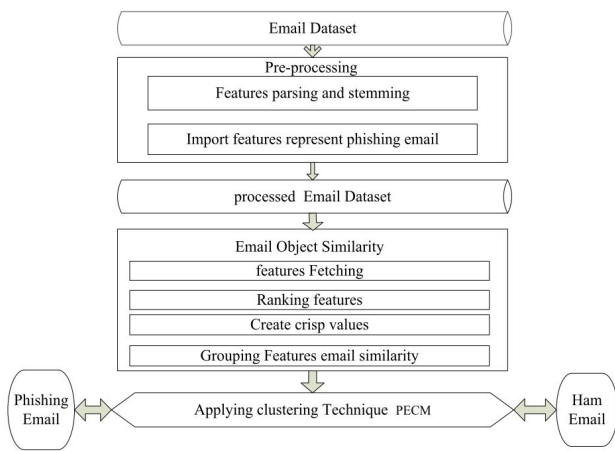 Email Dataset
Pre-processing
Features parsing and stemming
Import features represent phishing email
processed Email Dataset
Email Object Similarity
features Fetching
Ranking features
Create crisp values
Grouping Features email similarity
Phishing
Email
Applying clustering Technique PECM
Ham
Email